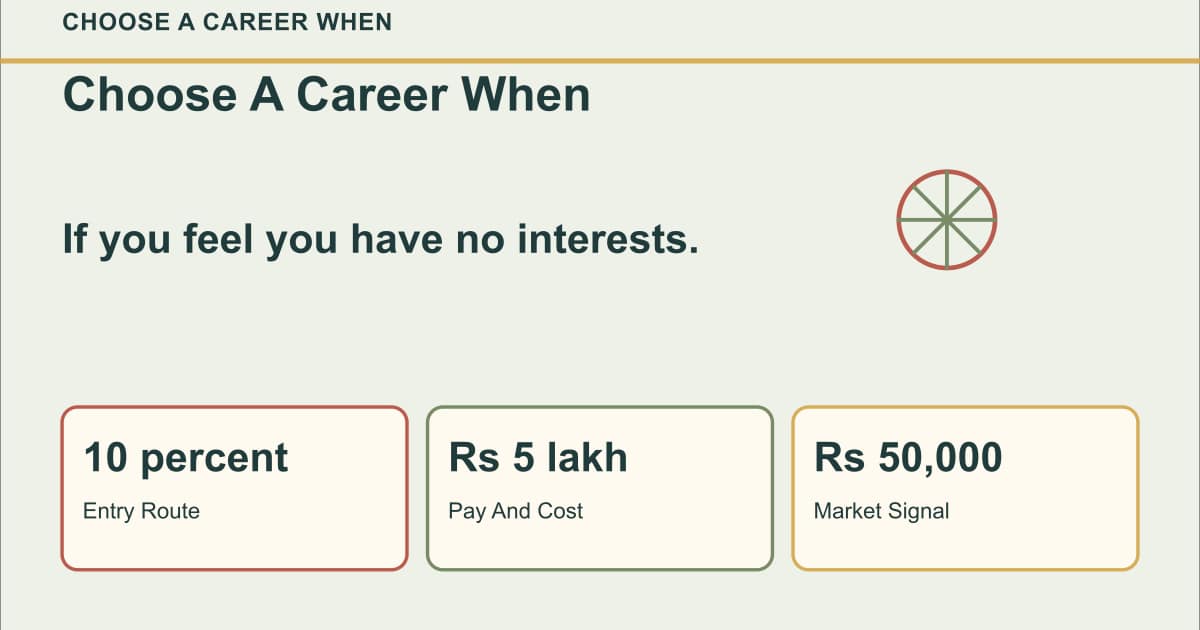 CHOOSE A CAREER WHEN
Choose A Career When
If you feel you have no interests.
10 percent
Entry Route
Rs 5 lakh
Pay And Cost
Rs 50,000
Market Signal